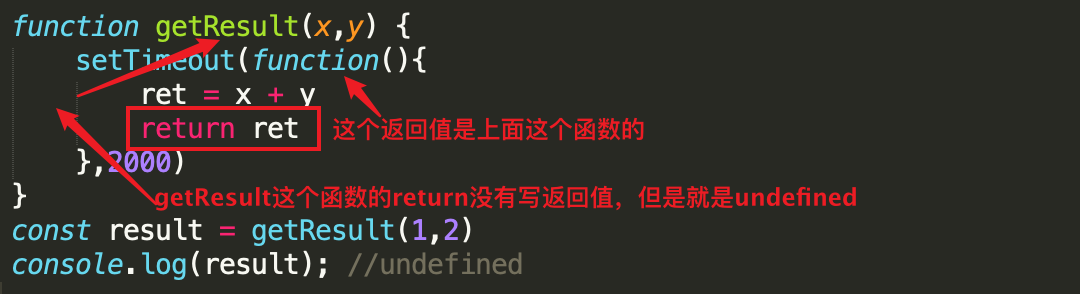 function getResult(x,y) {
setTimeout(function(){
ret = x + y
return ret 这个返回值是上面这个函数的
},2000)
getResult这个函数的return没有写返回值，但是就是undefined
}
const result = getResult(1,2)
console.log(result); //undefined